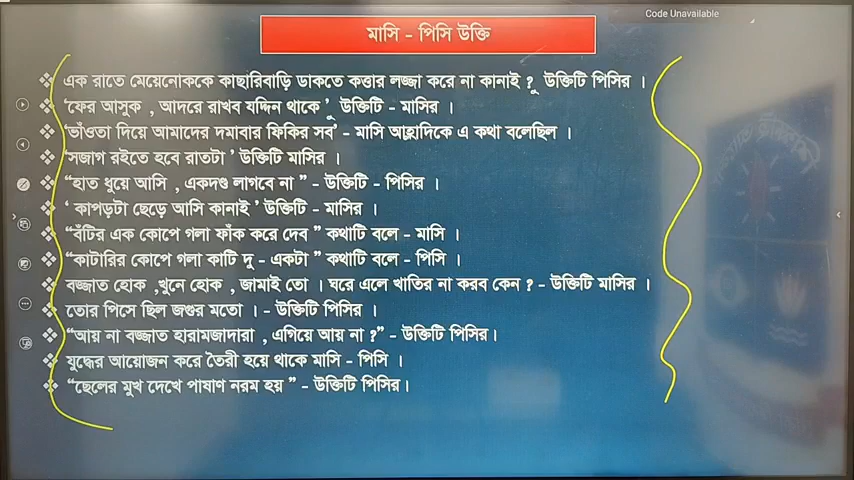 Code Unavailable
মাসি - পিসি উক্তি
❖ এক রাতে মেয়েনোককে কাছারিবাড়ি ডাকতে কত্তার লজ্জা করে না কানাই ? উক্তিটি পিসির ।
❖ 'ফের আসুক , আদরে রাখব যদ্দিন থাকে ' উক্তিটি - মাসির ।
❖ 'ভাঁওতা দিয়ে আমাদের দমাবার ফিকির সব' - মাসি আহ্লাদিকে এ কথা বলেছিল ।
❖ 'সজাগ রইতে হবে রাতটা ' উক্তিটি মাসির ।
❖ "হাত ধুয়ে আসি , একদণ্ড লাগবে না " - উক্তিটি - পিসির ।
❖ ' কাপড়টা ছেড়ে আসি কানাই ' উক্তিটি - মাসির ।
❖ "বঁটির এক কোপে গলা ফাঁক করে দেব " কথাটি বলে - মাসি ।
❖ "কাটারির কোপে গলা কাটি দু - একটা " কথাটি বলে - পিসি ।
❖ বজ্জাত হোক ,খুনে হোক , জামাই তো । ঘরে এলে খাতির না করব কেন ? - উক্তিটি মাসির ।
❖ তোর পিসে ছিল জগুর মতো । - উক্তিটি পিসির ।
❖ "আয় না বজ্জাত হারামজাদারা , এগিয়ে আয় না ?" - উক্তিটি পিসির।
❖ যুদ্ধের আয়োজন করে তৈরী হয়ে থাকে মাসি - পিসি ।
❖ "ছেলের মুখ দেখে পাষাণ নরম হয় " - উক্তিটি পিসির।